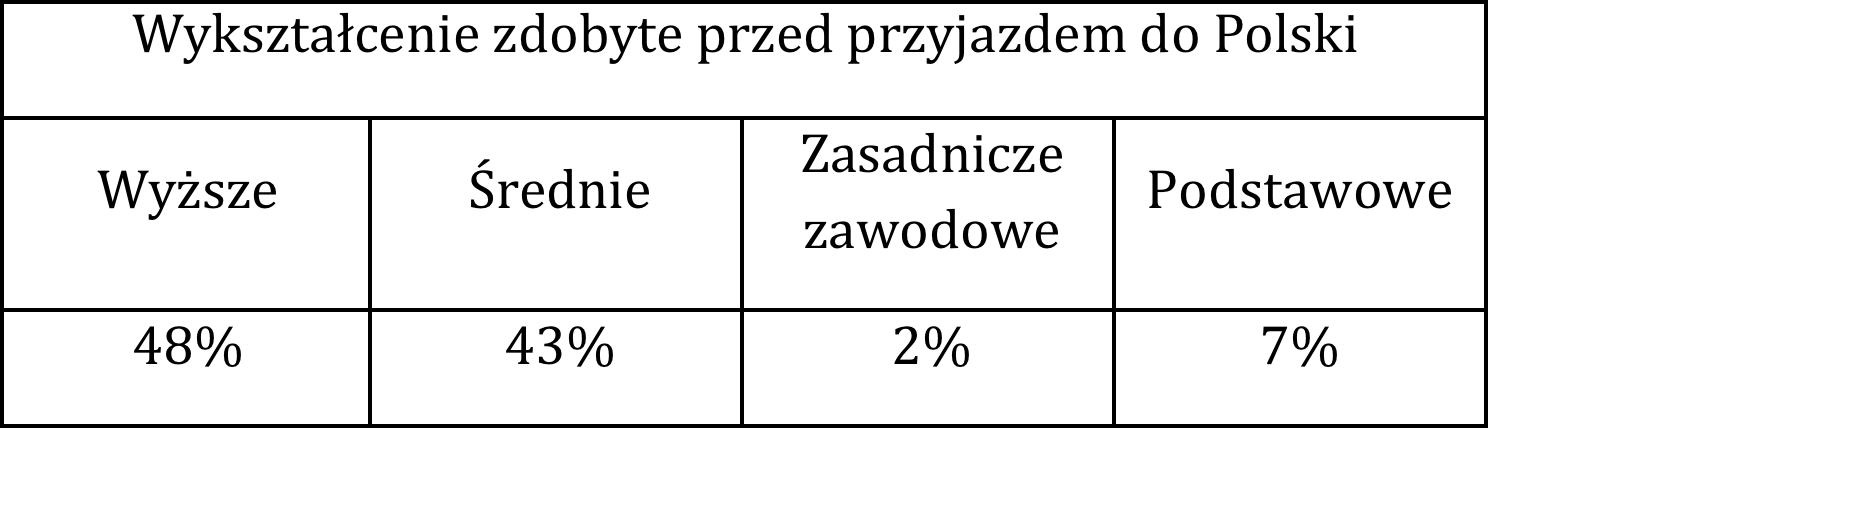 Wykształcenie zdobyte przed przyjazdem do Polski
Wyższe
Średnie
Zasadnicze
zawodowe
Podstawowe
48%
43%
2%
7%